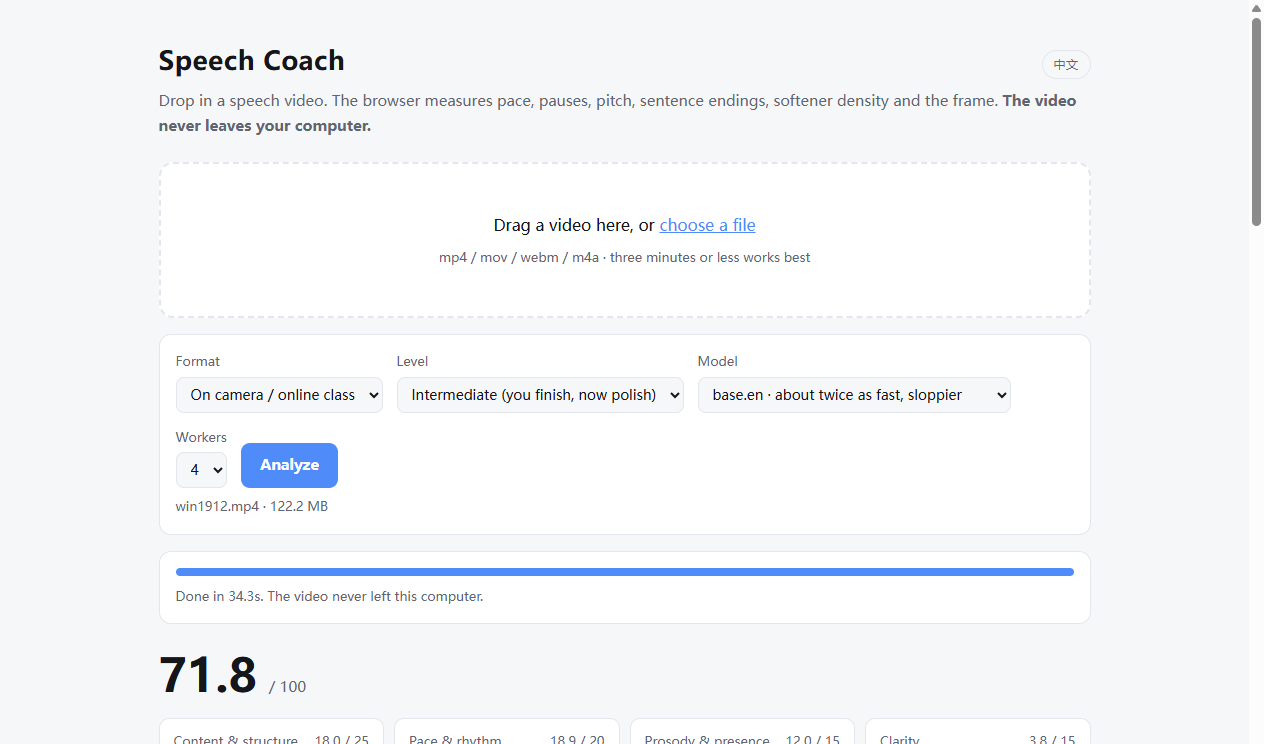 Speech Coach
中文
Drop in a speech video. The browser measures pace, pauses, pitch, sentence endings, softener density and the frame. The video
never leaves your computer.
Drag a video here, or choose a file
mp4 / mov / webm / m4a · three minutes or less works best
Format
Level
Model
On camera / online class
Intermediate (you finish, now polish)
base.en · about twice as fast, sloppier
Workers
4
Analyze
win1912.mp4 · 122.2 MB
Done in 34.3s. The video never left this computer.
71.8 / 100
Content & structure 18.0 / 25
Pace & rhythm 18.9 / 20
Prosody & presence 12.0 / 15
Clarity 3.8 / 15